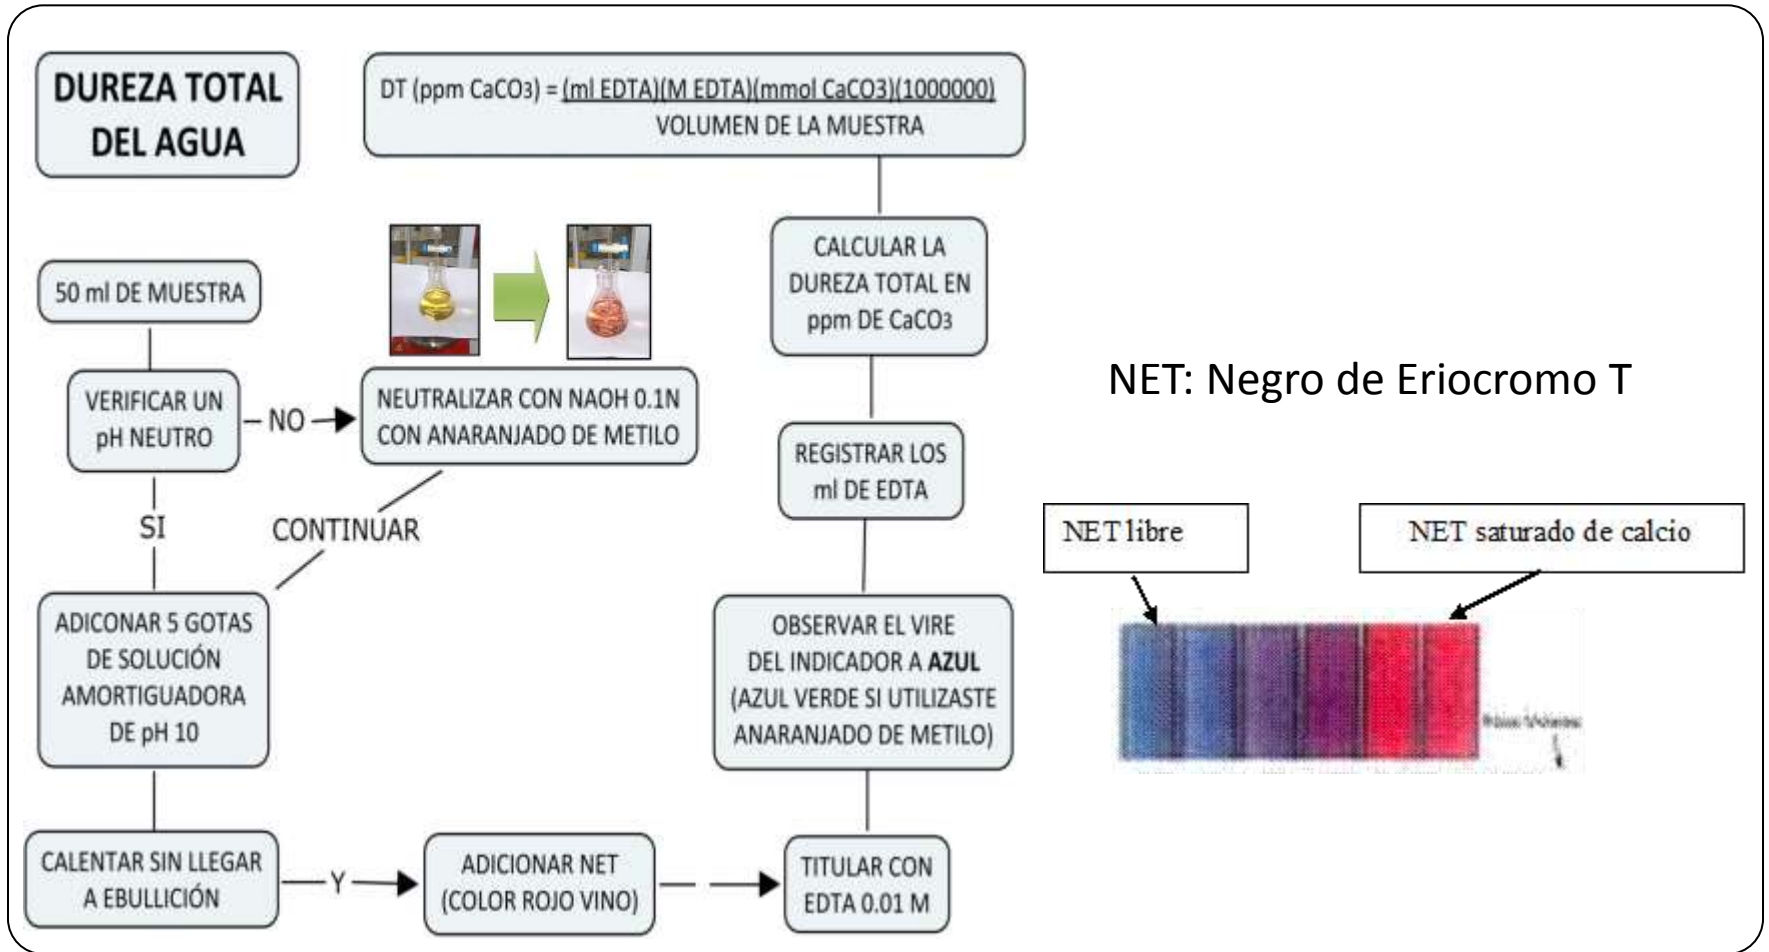 DUREZA TOTAL
DEL AGUA
DT (ppm CaCO3) = (ml EDTA)(M EDTA)(mmol CaCO3)(1000000)
VOLUMEN DE LA MUESTRA
50 ml DE MUESTRA
VERIFICAR UN
pH NEUTRO
NO
NEUTRALIZAR CON NAOH 0.1N
CON ANARANJADO DE METILO
SI
CONTINUAR
ADICONAR 5 GOTAS
DE SOLUCIÓN
AMORTIGUADORA
DE pH 10
CALENTAR SIN LLEGAR
A EBULLICIÓN
Y
ADICIONAR NET
(COLOR ROJO VINO)
TITULAR CON
EDTA 0.01 M
OBSERVAR EL VIRE
DEL INDICADOR A AZUL
(AZUL VERDE SI UTILIZASTE
ANARANJADO DE METILO)
REGISTRAR LOS
ml DE EDTA
CALCULAR LA
DUREZA TOTAL EN
ppm DE CaCO3
NET: Negro de Eriocromo T
NET libre
NET saturado de calcio